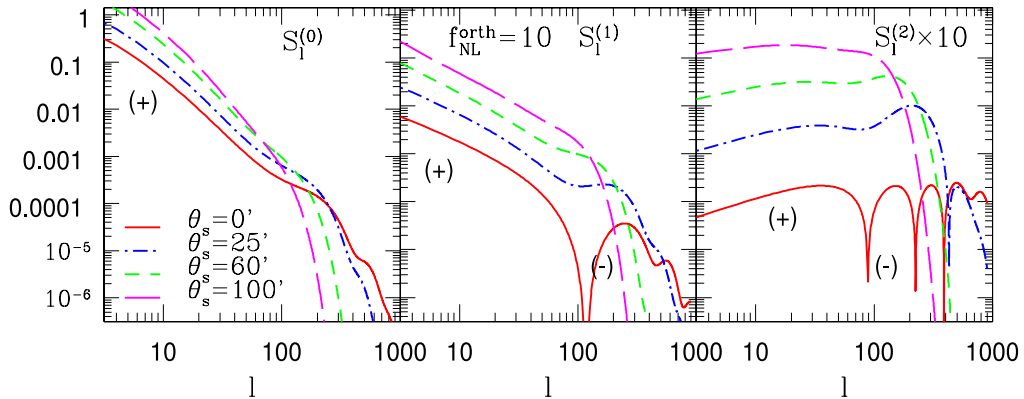 1
0.1
0.01
0.001
0.0001
10⁻⁵
10⁻⁶
S_l^(0)
(+)
θ_s=0'
θ_s=25'
θ_s=60'
θ_s=100'
10 100 1000
l
f_NL^orth=10 S_l^(1)
(+)
(-)
10 100 1000
l
S_l^(2)×10
(+)
(-)
10 100 1000
l